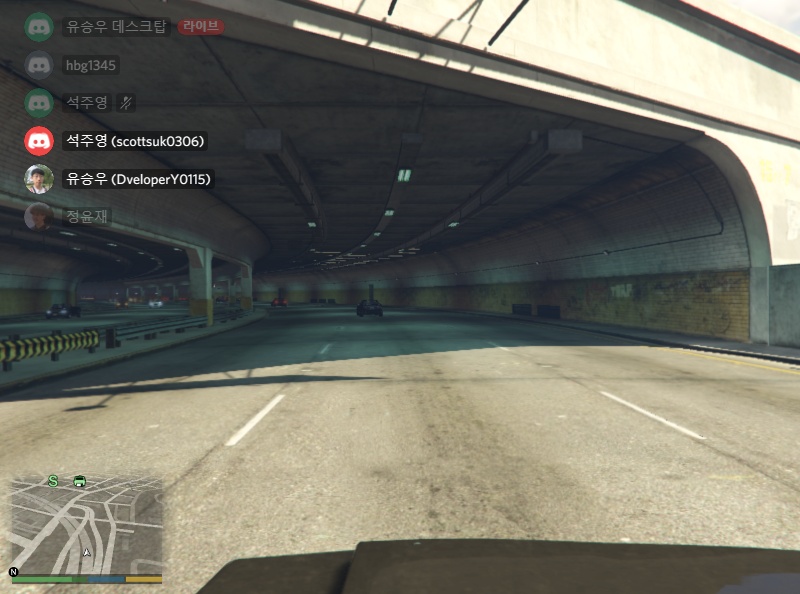 유승우 데스크탑 라이브
hbg1345
석주영
석주영 (scottsuk0306)
유승우 (DveloperY0115)
정윤재
S
N